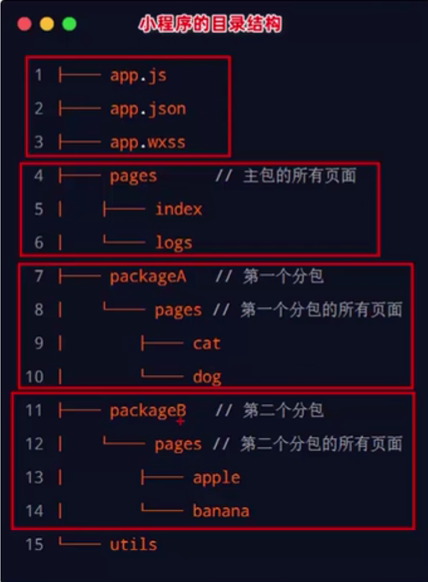 小程序的目录结构
1 ├── app.js
2 ├── app.json
3 ├── app.wxss
4 ├── pages // 主包的所有页面
5 │ ├── index
6 │ └── logs
7 ├── packageA // 第一个分包
8 │ └── pages // 第一个分包的所有页面
9 │ ├── cat
10 │ └── dog
11 ├── packageB // 第二个分包
12 │ └── pages // 第二个分包的所有页面
13 │ ├── apple
14 │ └── banana
15 └── utils